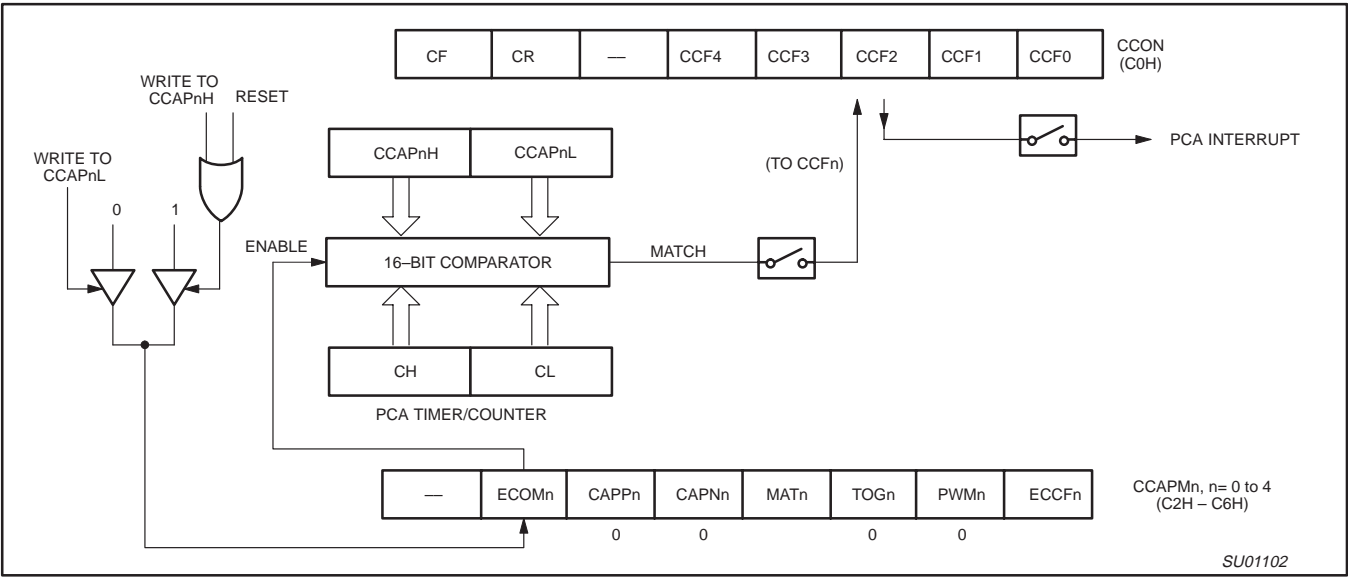 CF CR –– CCF4 CCF3 CCF2 CCF1 CCF0
CCON
(C0H)
WRITE TO
CCAPnH
RESET
PCA INTERRUPT
CCAPnH CCAPnL
(TO CCFn)
WRITE TO
CCAPnL
0 1
ENABLE
16–BIT COMPARATOR
MATCH
CH CL
PCA TIMER/COUNTER
–– ECOMn CAPPn CAPNn MATn TOGn PWMn ECCFn
CCAPMn, n= 0 to 4
(C2H – C6H)
0 0 0 0
SU01102